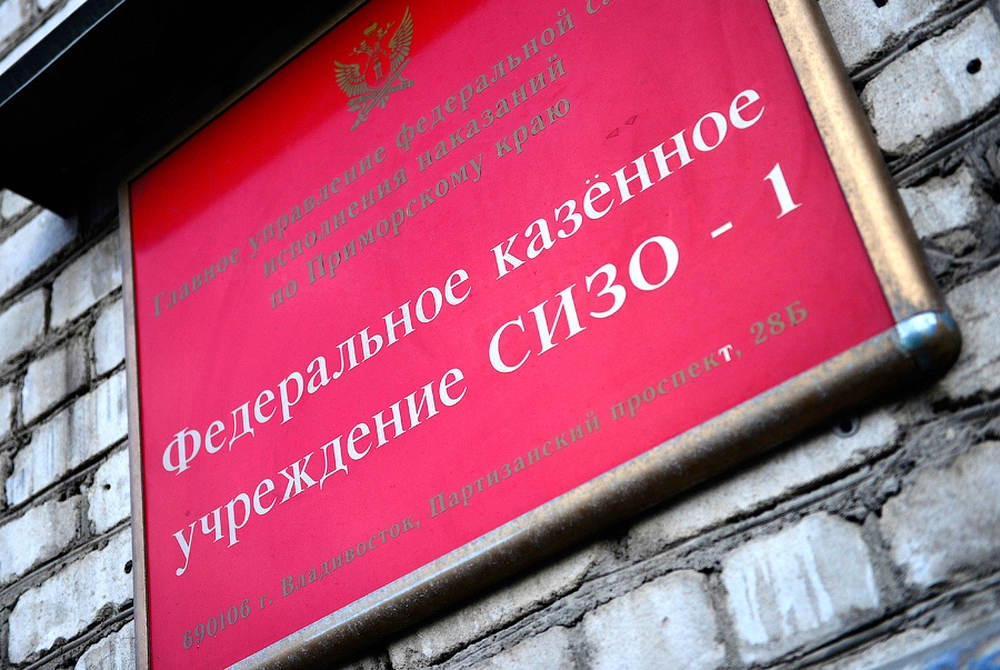 Главное управление федеральной
исполнения наказаний
по Приморскому краю
Федеральное казённое
учреждение СИЗО - 1
690106 г. Владивосток, Партизанский проспект, 28Б